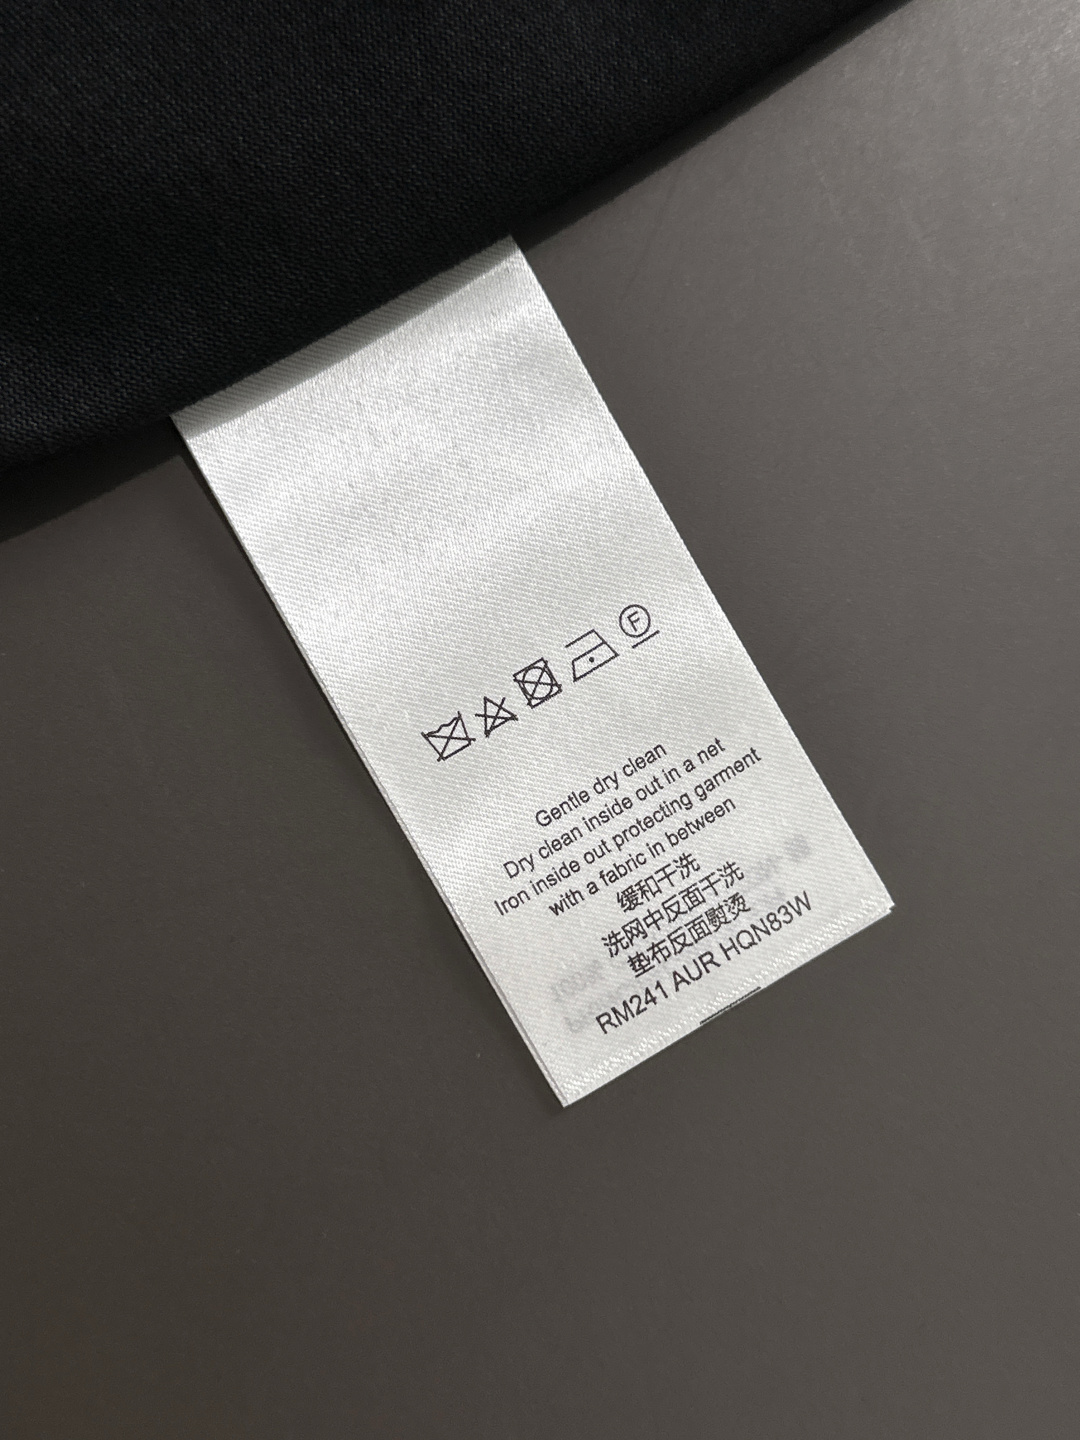 F
Gentle dry clean
Dry clean inside out in a net
Iron inside out protecting garment
with a fabric in between
缓和干洗
洗网中反面干洗
垫布反面熨烫
RM241 AUR HQN83W